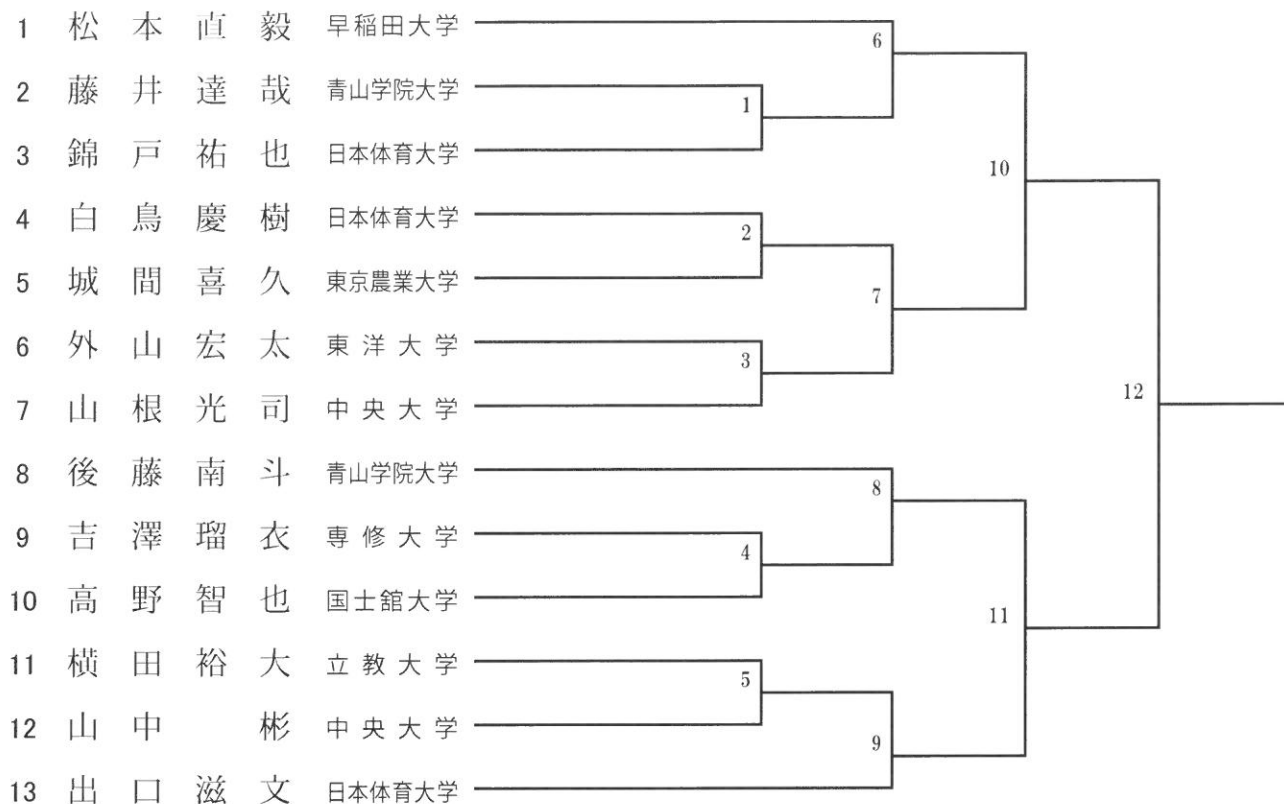 1 松本直毅 早稲田大学
6
2 藤井達哉 青山学院大学
1
3 錦戸祐也 日本体育大学
10
4 白鳥慶樹 日本体育大学
2
5 城間喜久 東京農業大学
7
6 外山宏太 東洋大学
3
7 山根光司 中央大学
12
8 後藤南斗 青山学院大学
8
9 吉澤瑠衣 専修大学
4
10 高野智也 国士舘大学
11
11 横田裕大 立教大学
5
12 山中 彬 中央大学
9
13 出口滋文 日本体育大学